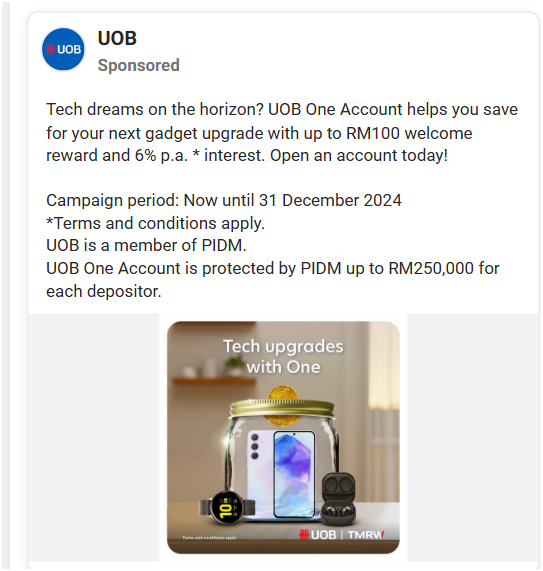 UOB
UOB
Sponsored
Tech dreams on the horizon? UOB One Account helps you save
for your next gadget upgrade with up to RM100 welcome
reward and 6% p.a. * interest. Open an account today!
Campaign period: Now until 31 December 2024
*Terms and conditions apply.
UOB is a member of PIDM.
UOB One Account is protected by PIDM up to RM250,000 for
each depositor.
Tech upgrades
with One
10
Terms and conditions apply.
UOB | TMRW